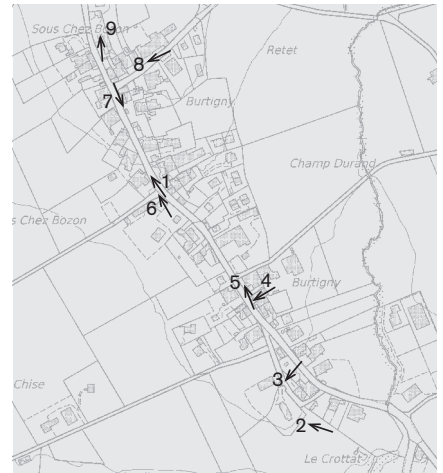 9
Sous Chez Bozon
8
Retet
7
Burtigny
Champ Durand
1
6
s Chez Bozon
5
4
Burtigny
3
Chise
2
Le Crottat